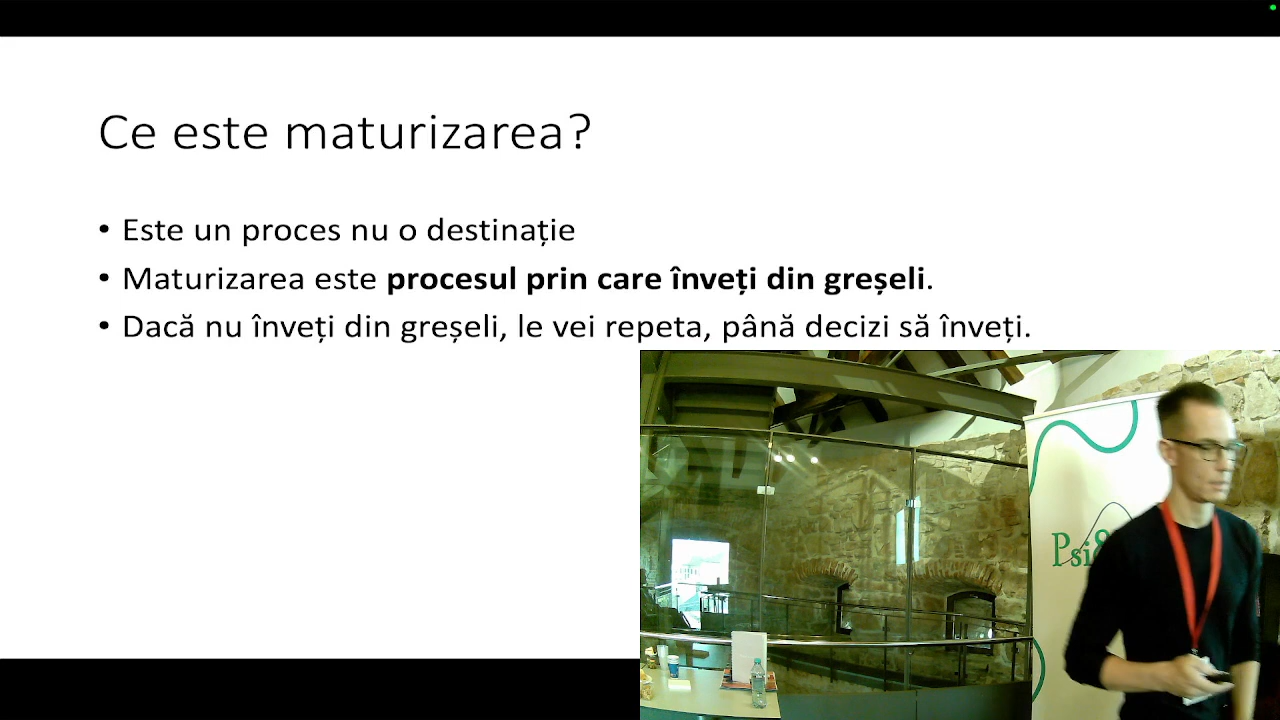 Ce este maturizarea?
• Este un proces nu o destinație
• Maturizarea este procesul prin care înveți din greșeli.
• Dacă nu înveți din greșeli, le vei repeta, până decizi să înveți.